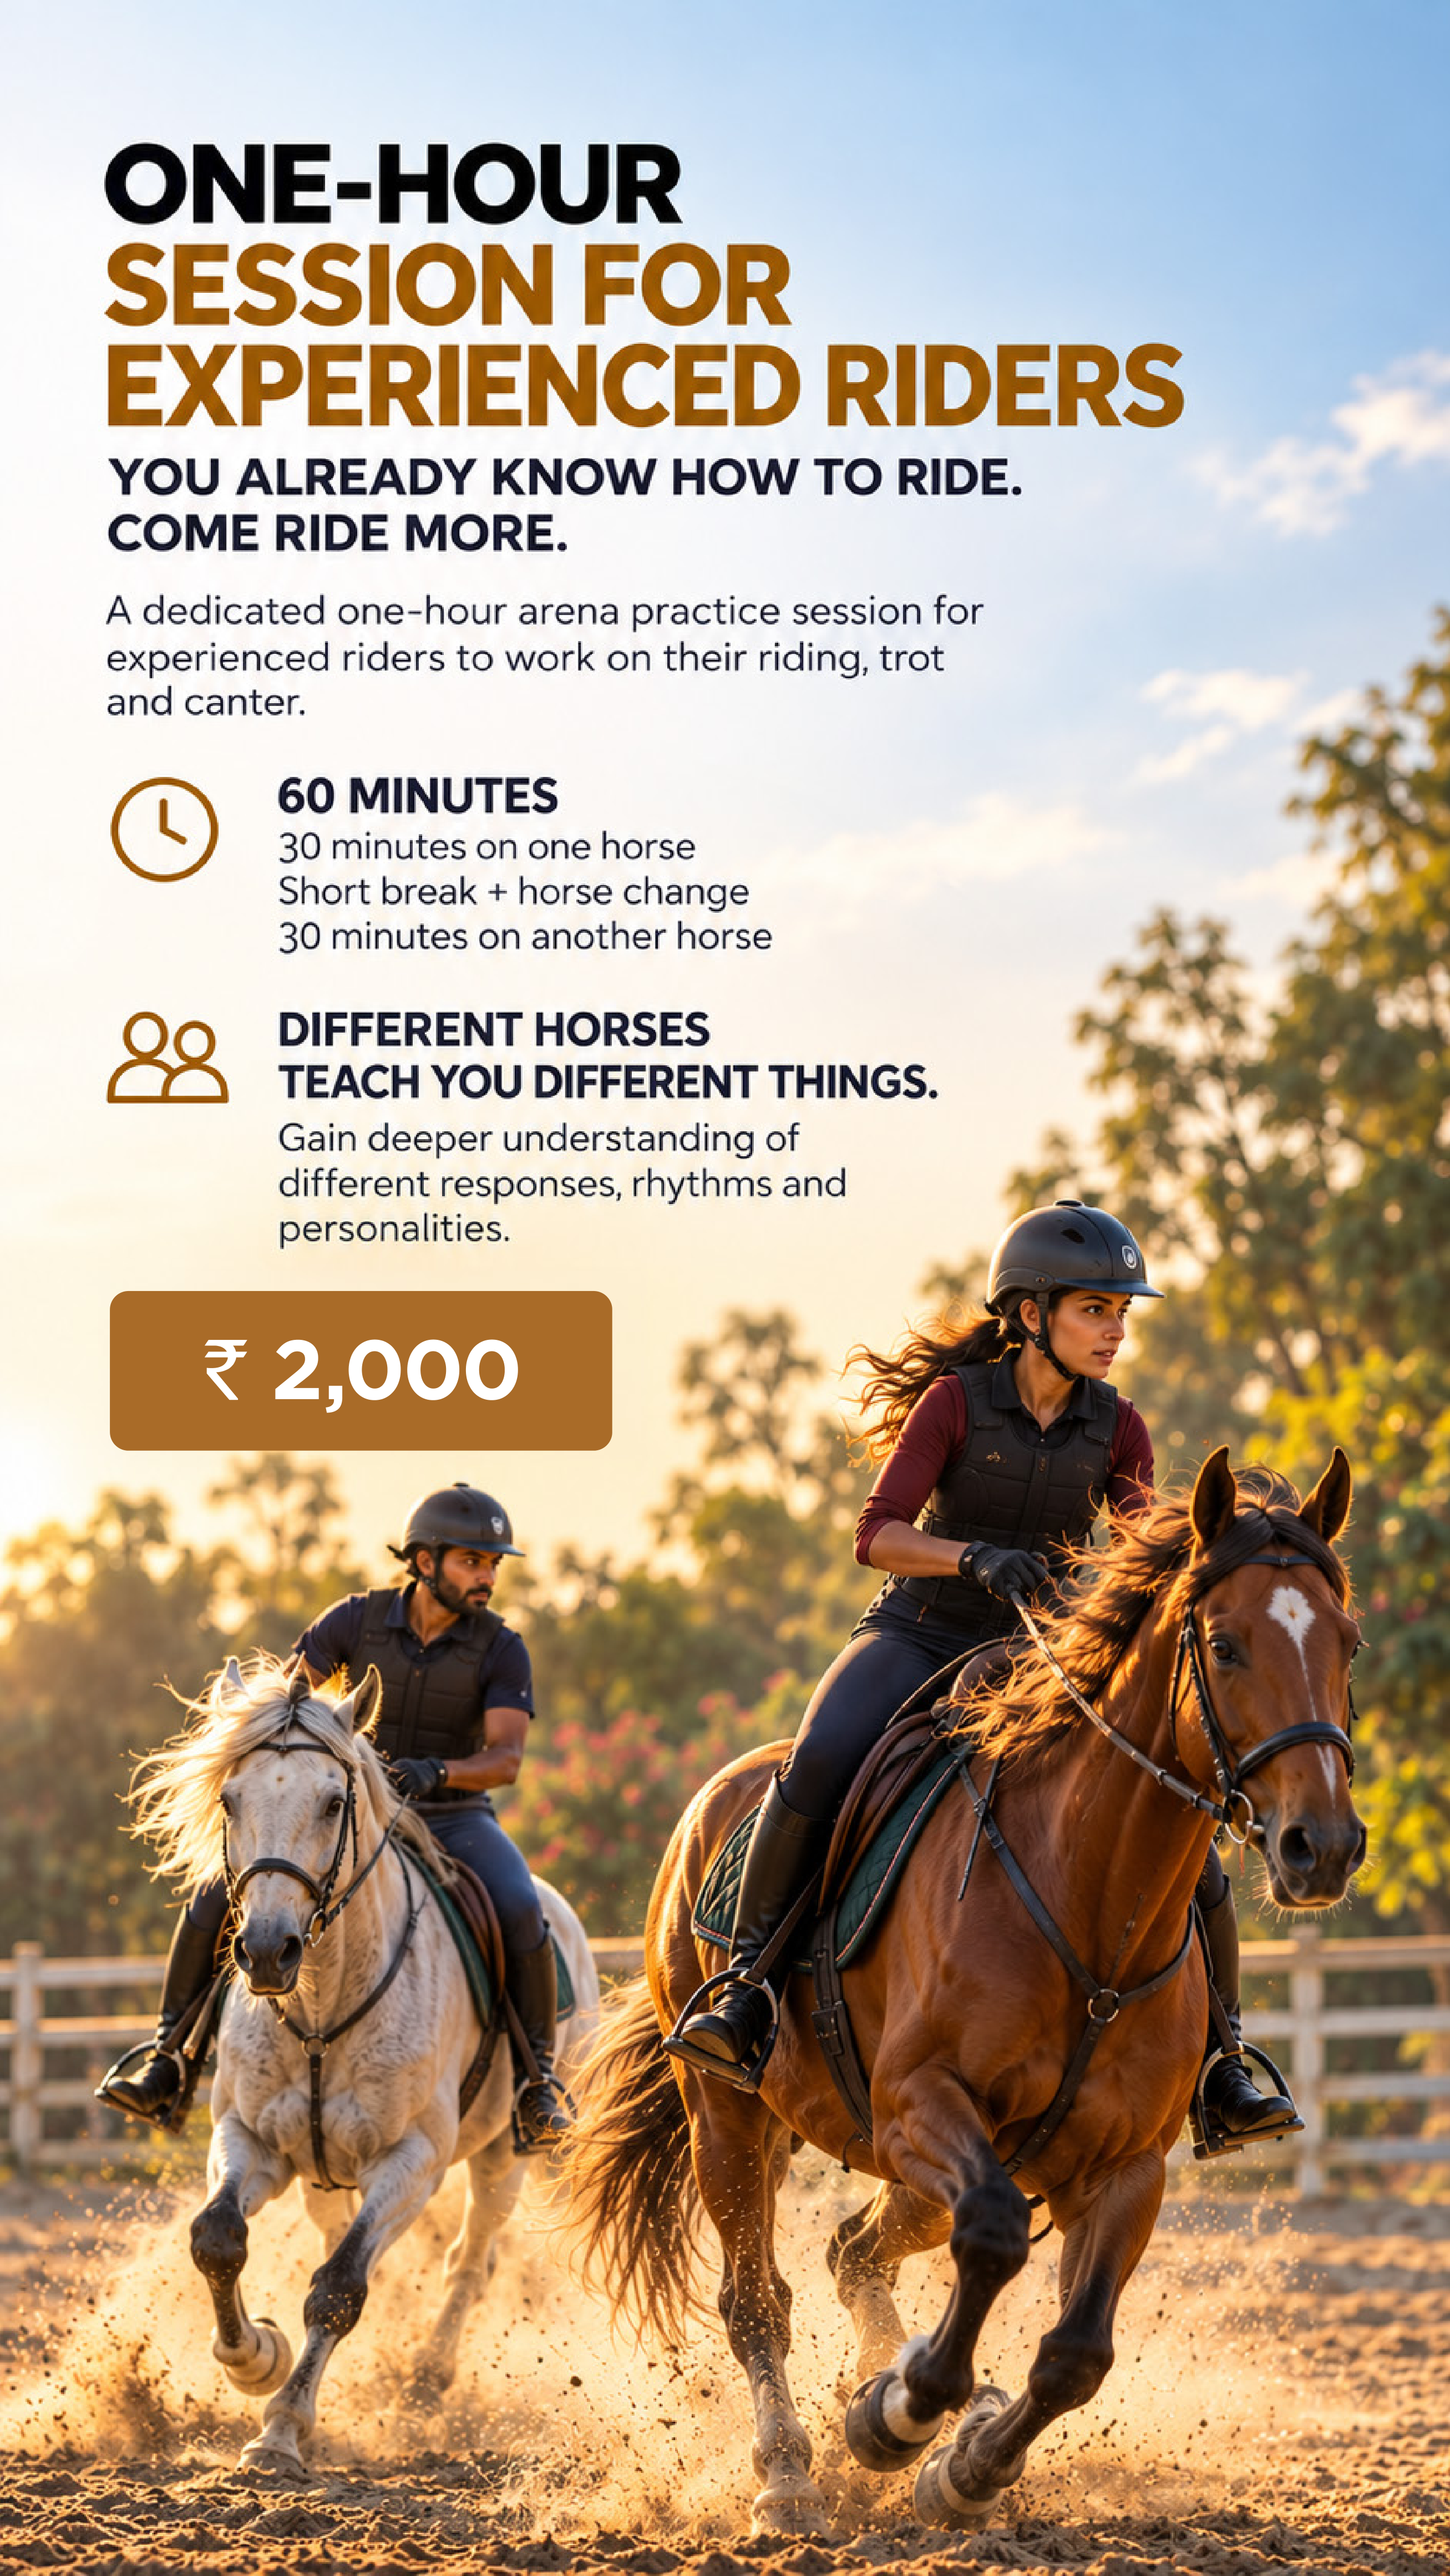 ONE-HOUR
SESSION FOR
EXPERIENCED RIDERS
YOU ALREADY KNOW HOW TO RIDE.
COME RIDE MORE.
A dedicated one-hour arena practice session for
experienced riders to work on their riding, trot
and canter.
60 MINUTES
30 minutes on one horse
Short break + horse change
30 minutes on another horse
DIFFERENT HORSES
TEACH YOU DIFFERENT THINGS.
Gain deeper understanding of
different responses, rhythms and
personalities.
₹ 2,000